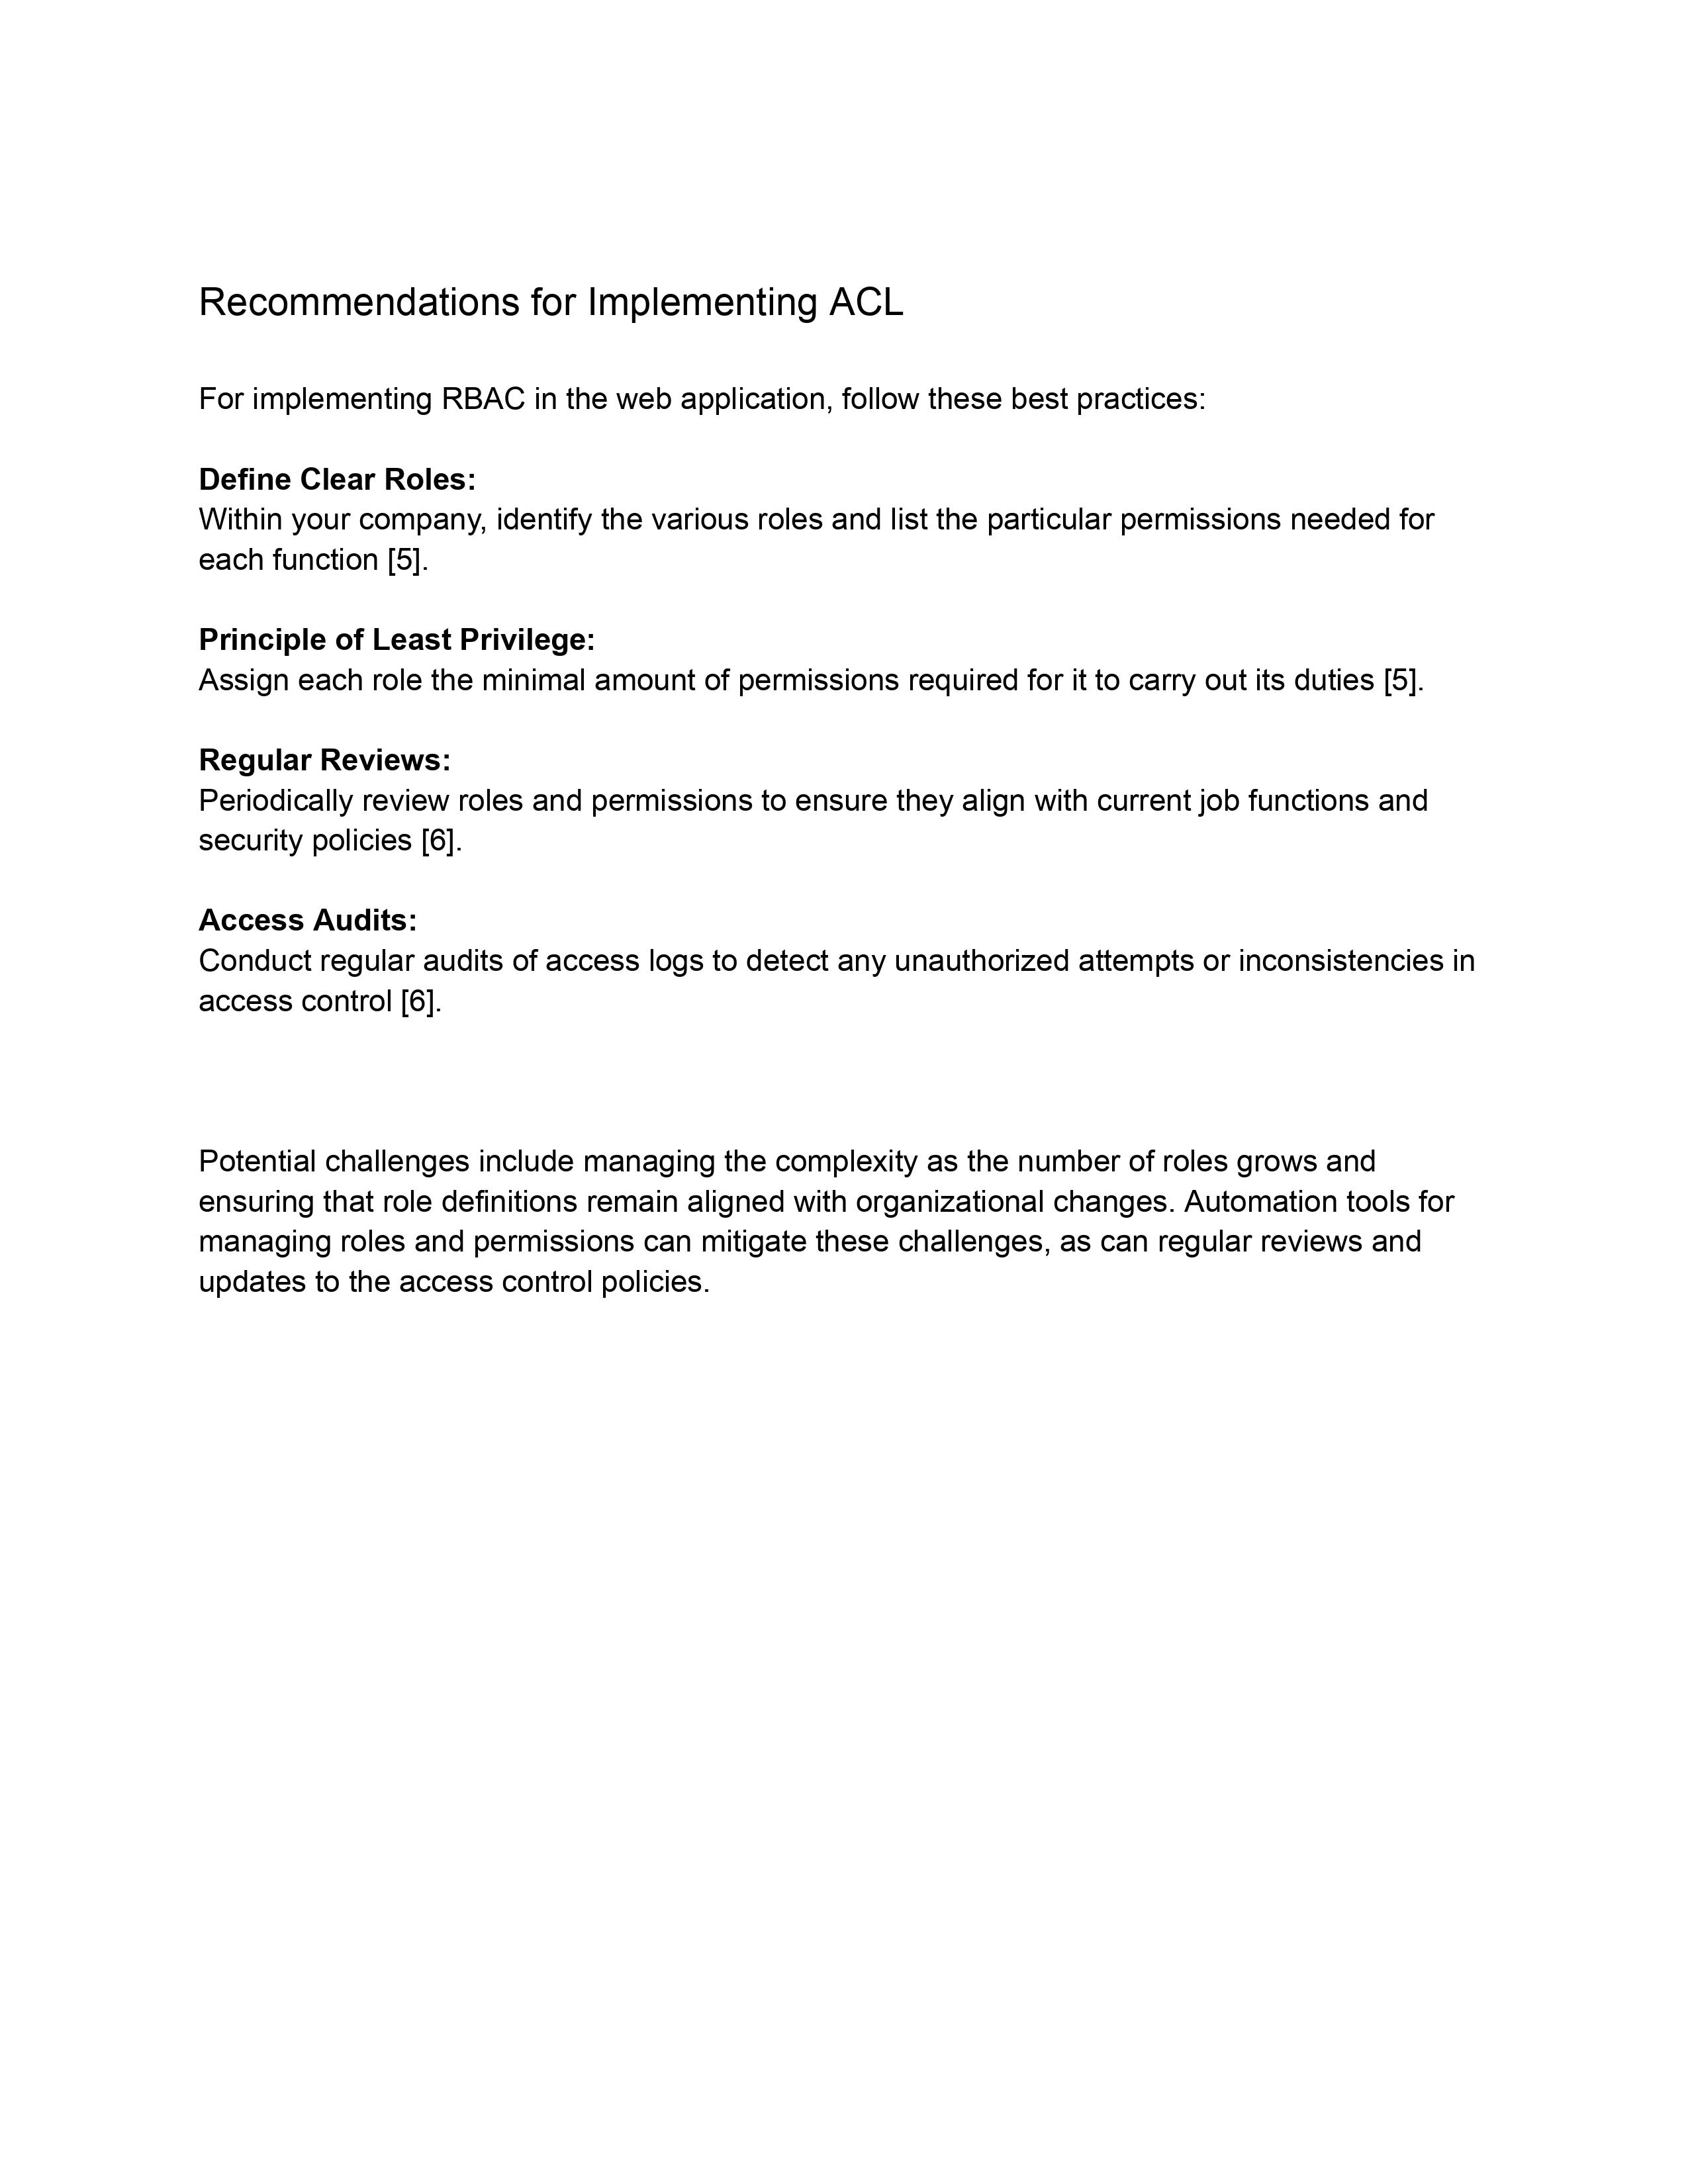 Recommendations for Implementing ACL
For implementing RBAC in the web application, follow these best practices:
Define Clear Roles:
Within your company, identify the various roles and list the particular permissions needed for
each function [5].
Principle of Least Privilege:
Assign each role the minimal amount of permissions required for it to carry out its duties [5].
Regular Reviews:
Periodically review roles and permissions to ensure they align with current job functions and
security policies [6].
Access Audits:
Conduct regular audits of access logs to detect any unauthorized attempts or inconsistencies in
access control [6].
Potential challenges include managing the complexity as the number of roles grows and
ensuring that role definitions remain aligned with organizational changes. Automation tools for
managing roles and permissions can mitigate these challenges, as can regular reviews and
updates to the access control policies.